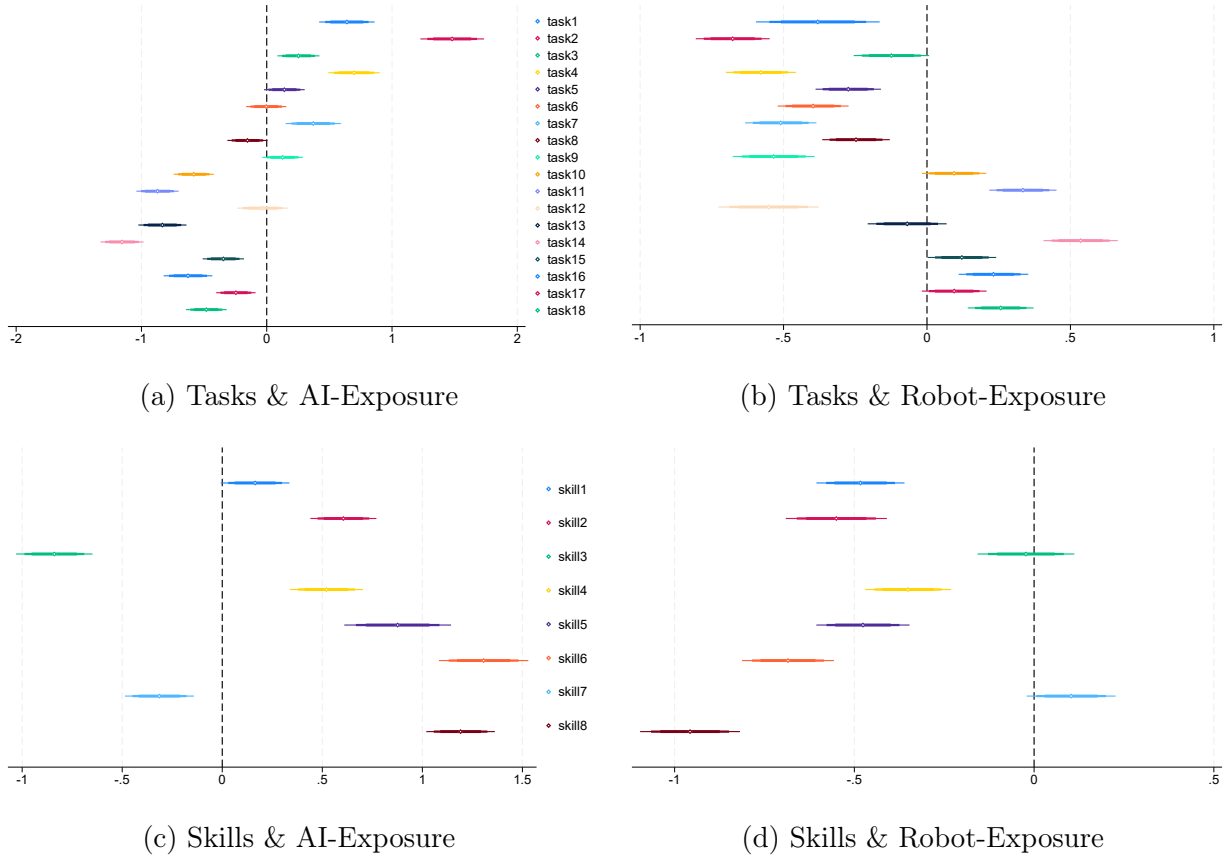 task1
task2
task3
task4
task5
task6
task7
task8
task9
task10
task11
task12
task13
task14
task15
task16
task17
task18
-2 -1 0 1 2
-1 -.5 0 .5 1
(a) Tasks & AI-Exposure
(b) Tasks & Robot-Exposure
skill1
skill2
skill3
skill4
skill5
skill6
skill7
skill8
-1 -.5 0 .5 1 1.5
-1 -.5 0 .5
(c) Skills & AI-Exposure
(d) Skills & Robot-Exposure